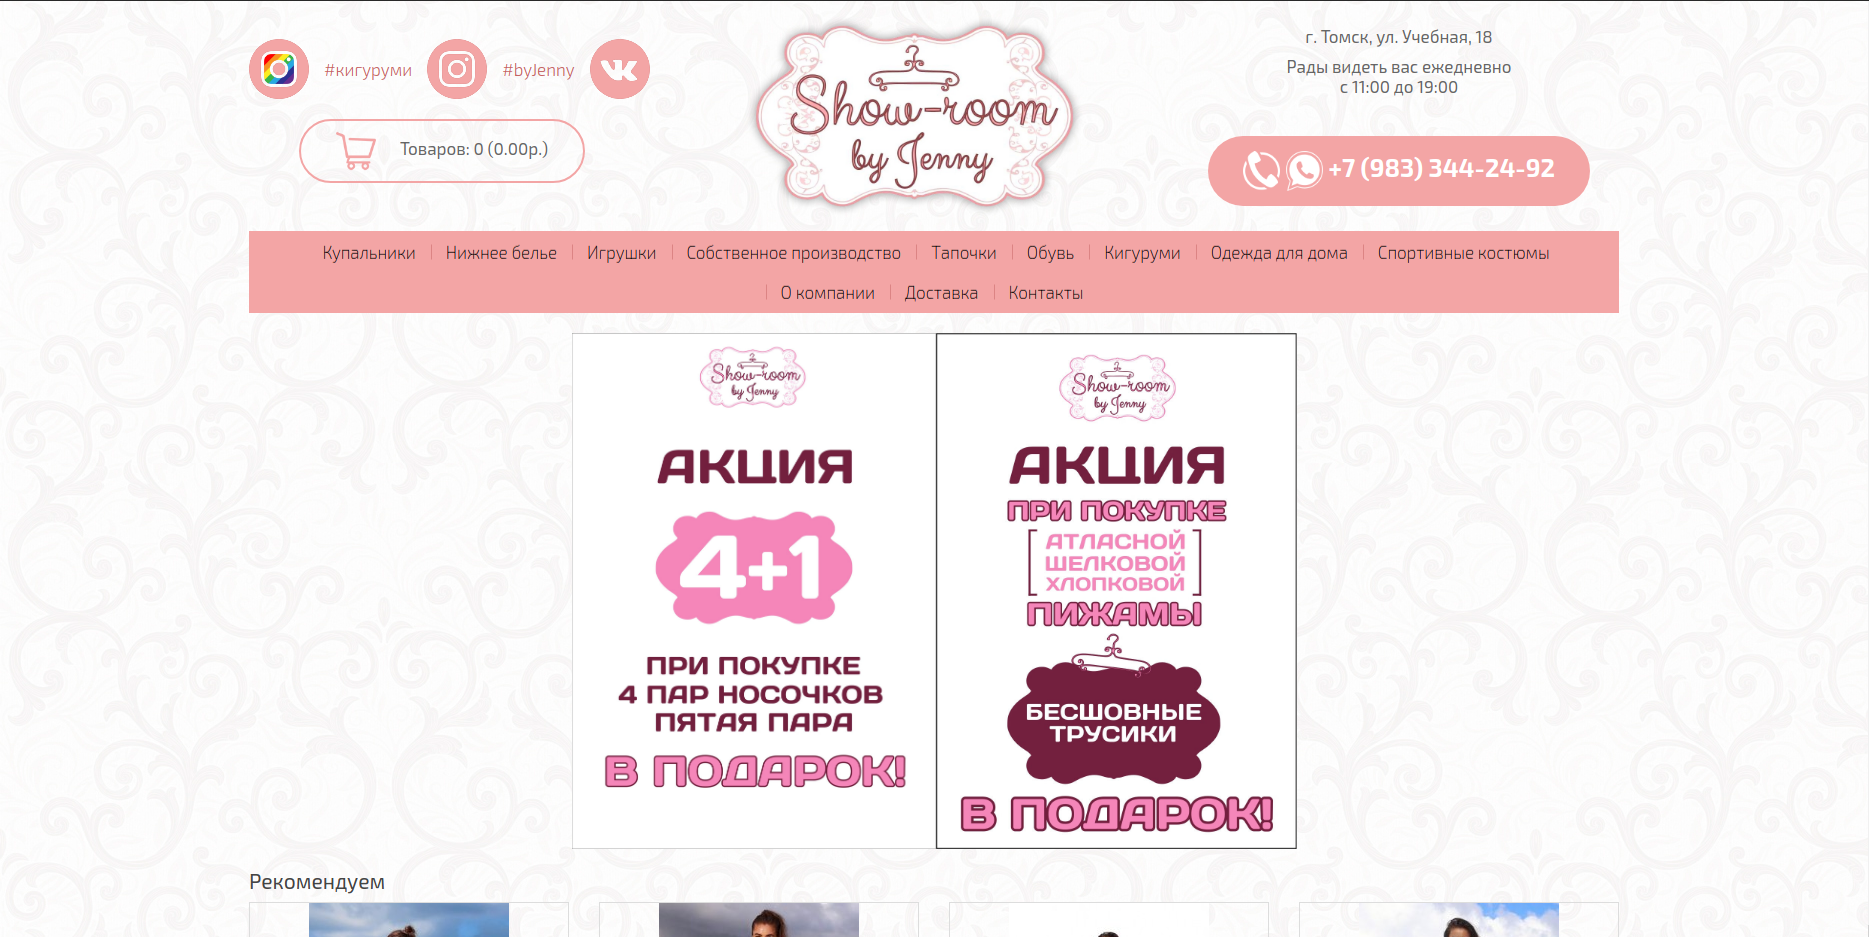 #кигуруми
#byJenny
Товаров: 0 (0.00р.)
Show-room
by Jenny
г. Томск, ул. Учебная, 18
Рады видеть вас ежедневно
с 11:00 до 19:00
+7 (983) 344-24-92
Купальники
Нижнее белье
Игрушки
Собственное производство
Тапочки
Обувь
Кигуруми
Одежда для дома
Спортивные костюмы
О компании
Доставка
Контакты
Show-room
by Jenny
АКЦИЯ
4+1
ПРИ ПОКУПКЕ
4 ПАР НОСОЧКОВ
ПЯТАЯ ПАРА
В ПОДАРОК!
Show-room
by Jenny
АКЦИЯ
ПРИ ПОКУПКЕ
АТЛАСНОЙ
ШЕЛКОВОЙ
ХЛОПКОВОЙ
ПИЖАМЫ
БЕСШОВНЫЕ
ТРУСИКИ
В ПОДАРОК!
Рекомендуем